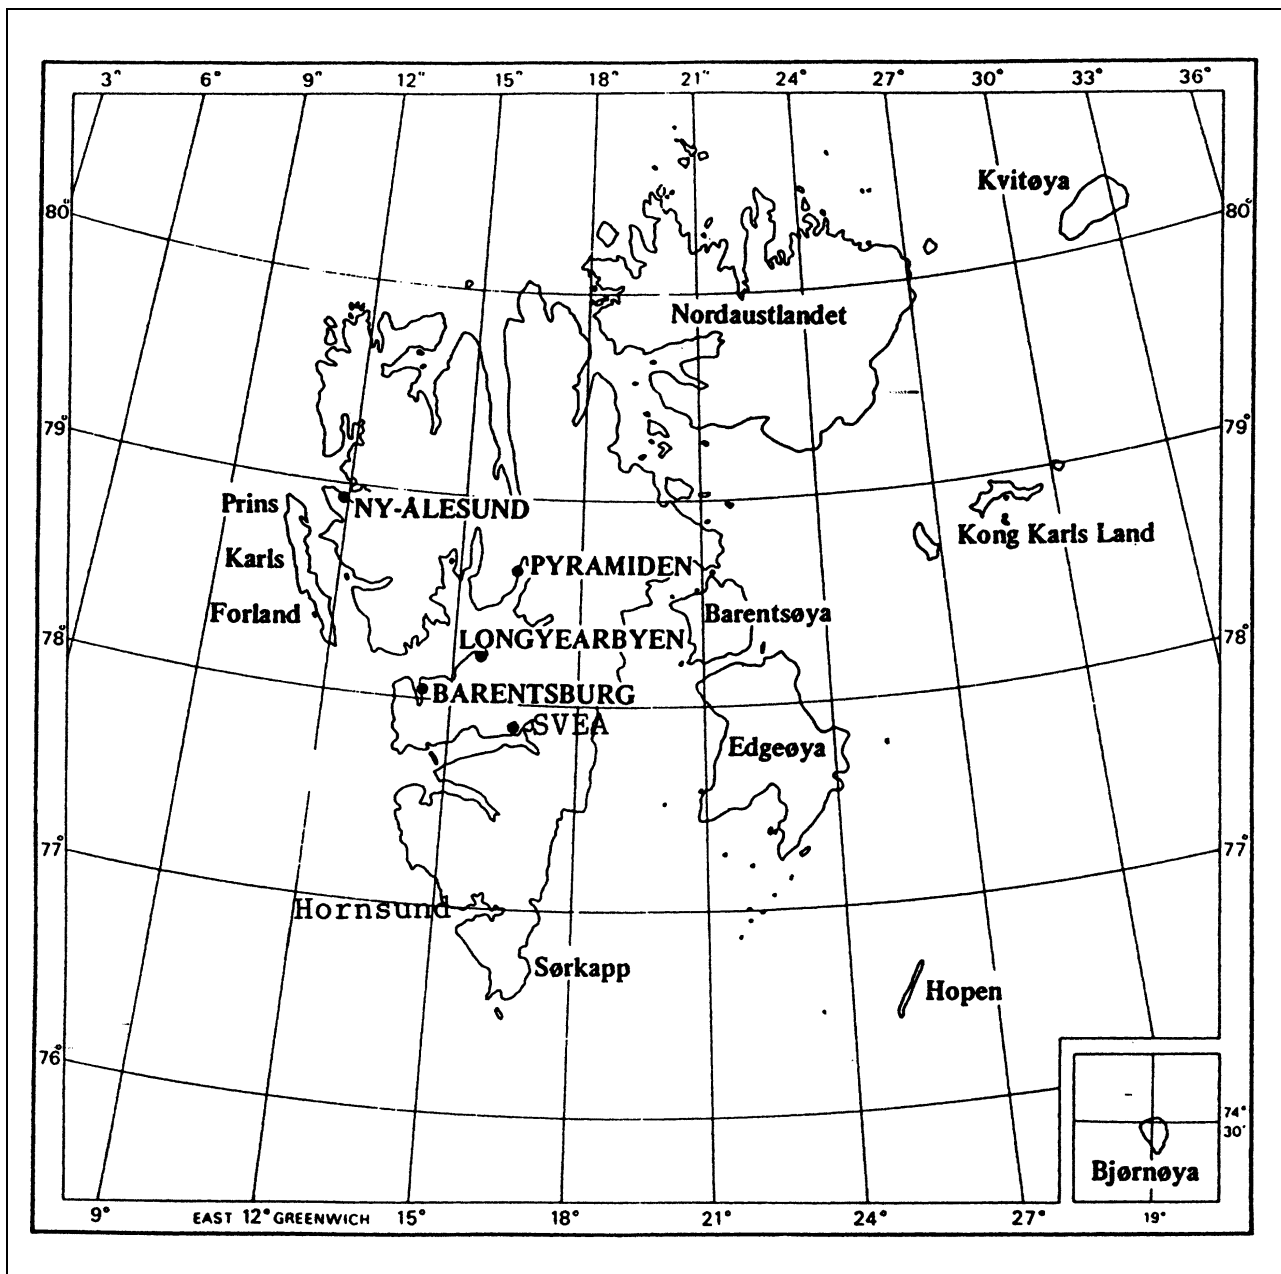 3° 6° 9° 12° 15° 18° 21° 24° 27° 30° 33° 36°
Kvitøya
80° 80°
Nordaustlandet
79° 79°
Prins NY-ÅLESUND
Kong Karls Land
Karls PYRAMIDEN
Forland Barentsøya
78° LONGYEARBYEN 78°
BARENTSBURG
SVEA
Edgeøya
77° 77°
Hornsund
Sørkapp
Hopen
76°
74°
30'
Bjørnøya
9° EAST 12° GREENWICH 15° 18° 21° 24° 27° 19°